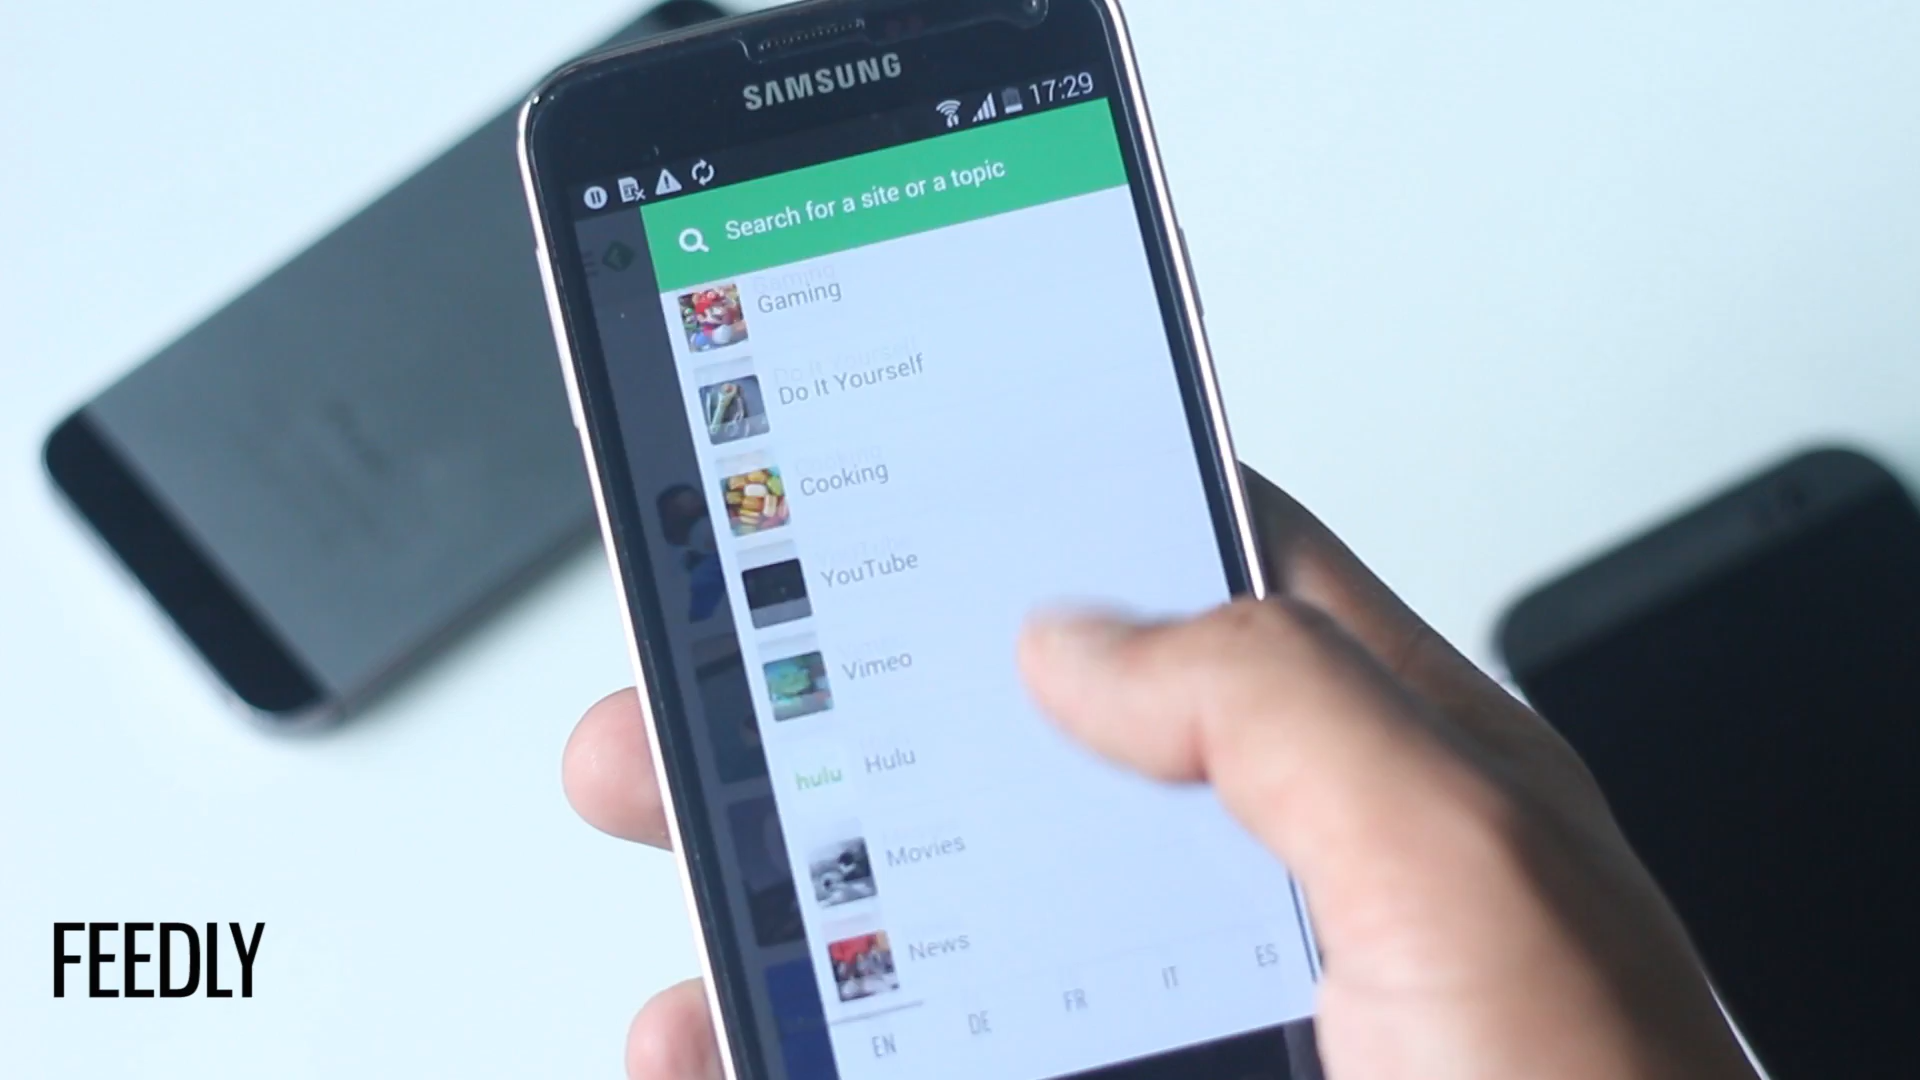 SAMSUNG
17:29
Search for a site or a topic
Gaming
Do It Yourself
Cooking
YouTube
Vimeo
hulu Hulu
Movies
News
EN DE FR IT ES
FEEDLY